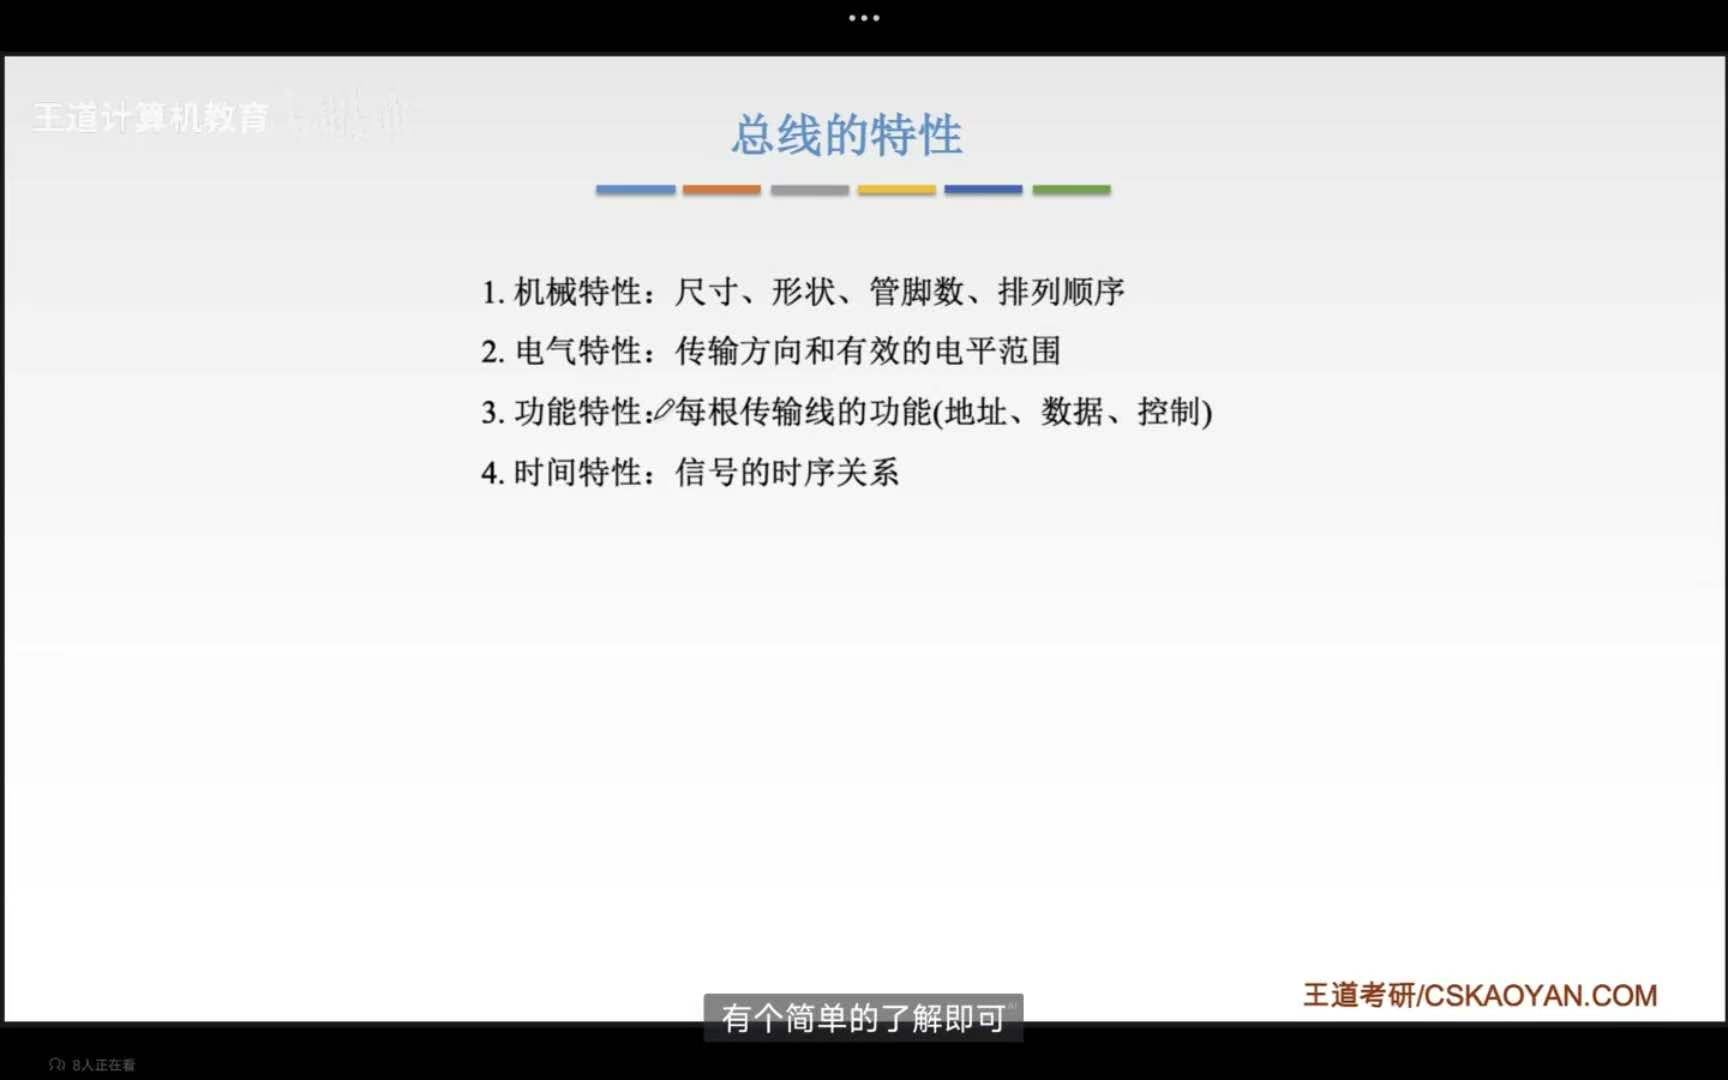 王道计算机教育
总线的特性
1. 机械特性：尺寸、形状、管脚数、排列顺序
2. 电气特性：传输方向和有效的电平范围
3. 功能特性：每根传输线的功能(地址、数据、控制)
4. 时间特性：信号的时序关系
王道考研/CSKAOYAN.COM
有个简单的了解即可
8人正在看